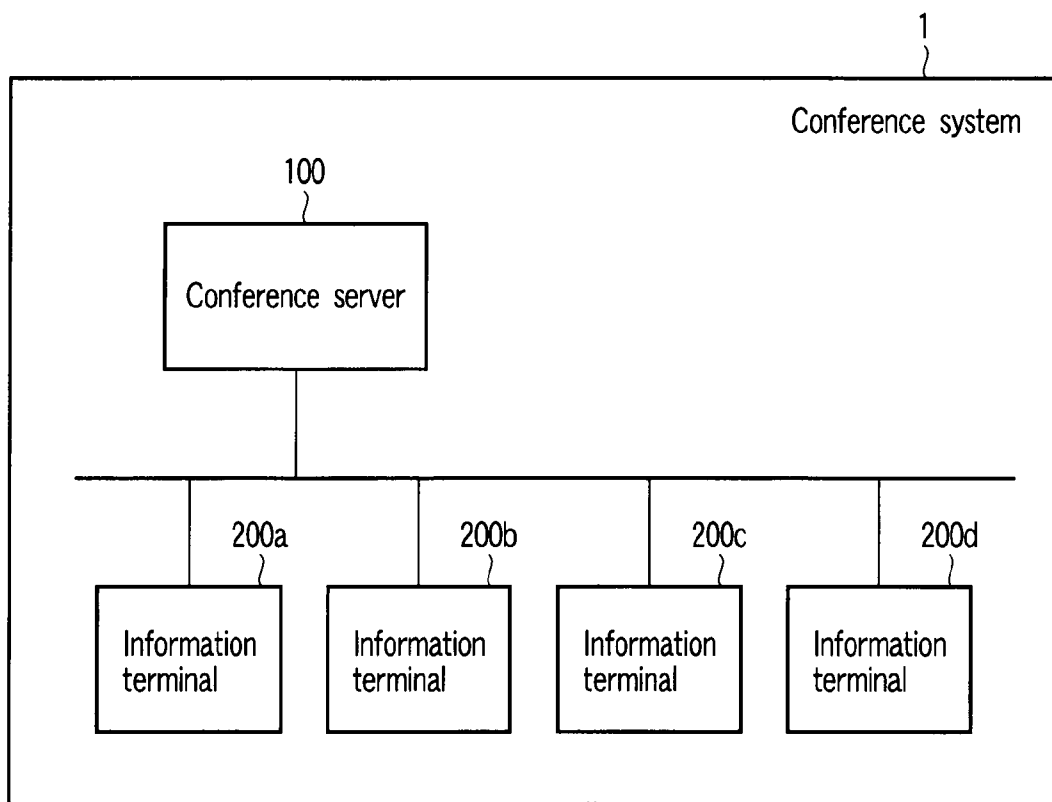 1
Conference system
100
Conference server
200a
200b
200c
200d
Information
terminal
Information
terminal
Information
terminal
Information
terminal